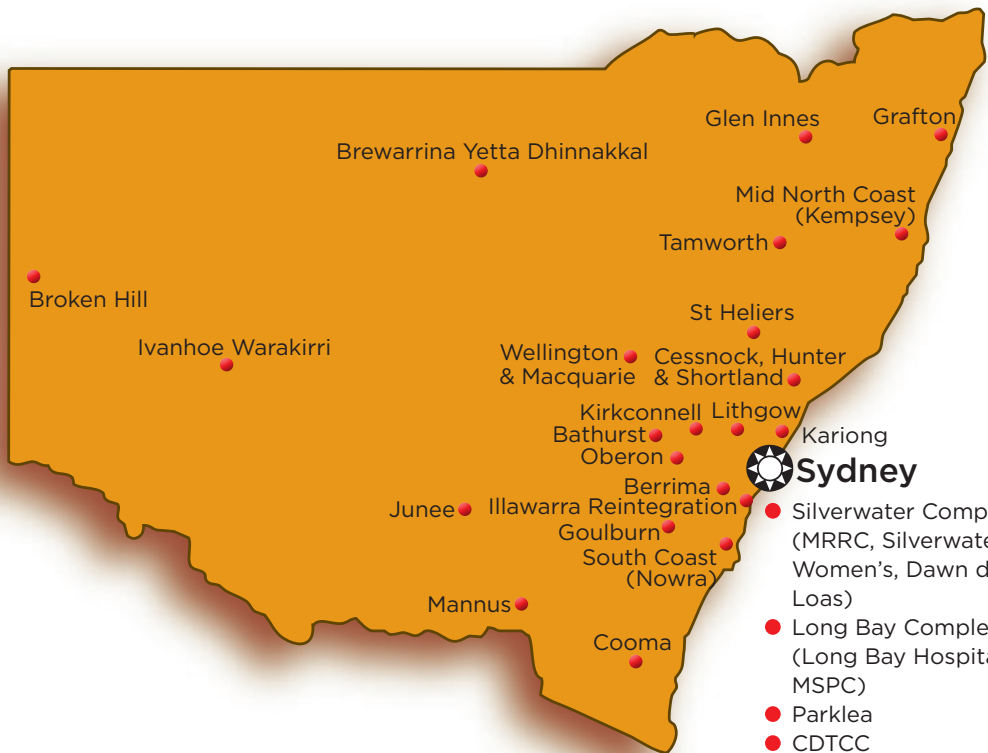 Glen Innes
Grafton
Brewarrina Yetta Dhinnakkal
Mid North Coast
(Kempsey)
Tamworth
Broken Hill
St Heliers
Ivanhoe Warakirri
Wellington
& Macquarie
Cessnock, Hunter
& Shortland
Kirkconnell
Lithgow
Bathurst
Kariong
Oberon
Sydney
Berrima
Illawarra Reintegration
Junee
Goulburn
South Coast
(Nowra)
Mannus
Cooma
Silverwater Comp
(MRRC, Silverwate
Women's, Dawn d
Loas)
Long Bay Comple
(Long Bay Hospita
MSPC)
Parklea
CDTCC